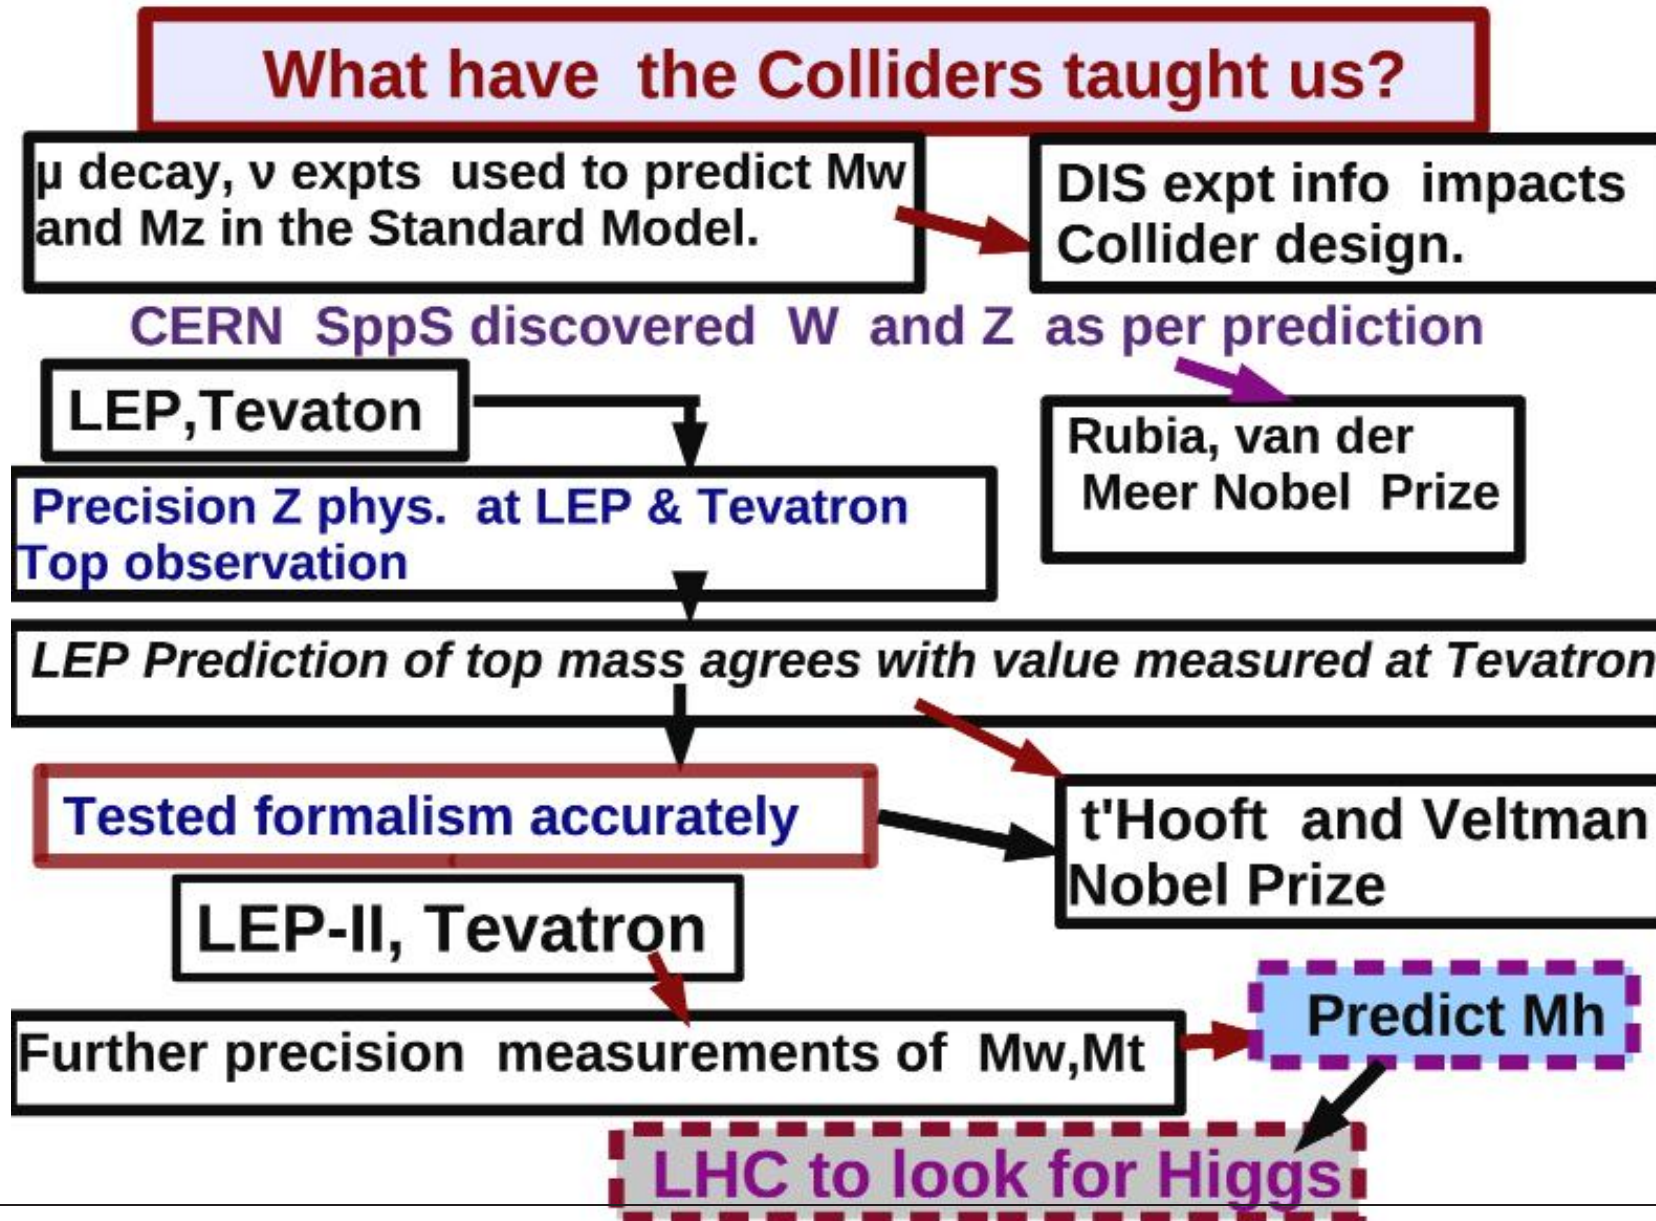 What have the Colliders taught us?
μ decay, ν expts used to predict Mw
and Mz in the Standard Model.
DIS expt info impacts
Collider design.
CERN SppS discovered W and Z as per prediction
LEP,Tevaton
Rubia, van der
Meer Nobel Prize
Precision Z phys. at LEP & Tevatron
Top observation
LEP Prediction of top mass agrees with value measured at Tevatron
Tested formalism accurately
t'Hooft and Veltman
Nobel Prize
LEP-II, Tevatron
Further precision measurements of Mw,Mt
Predict Mh
LHC to look for Higgs